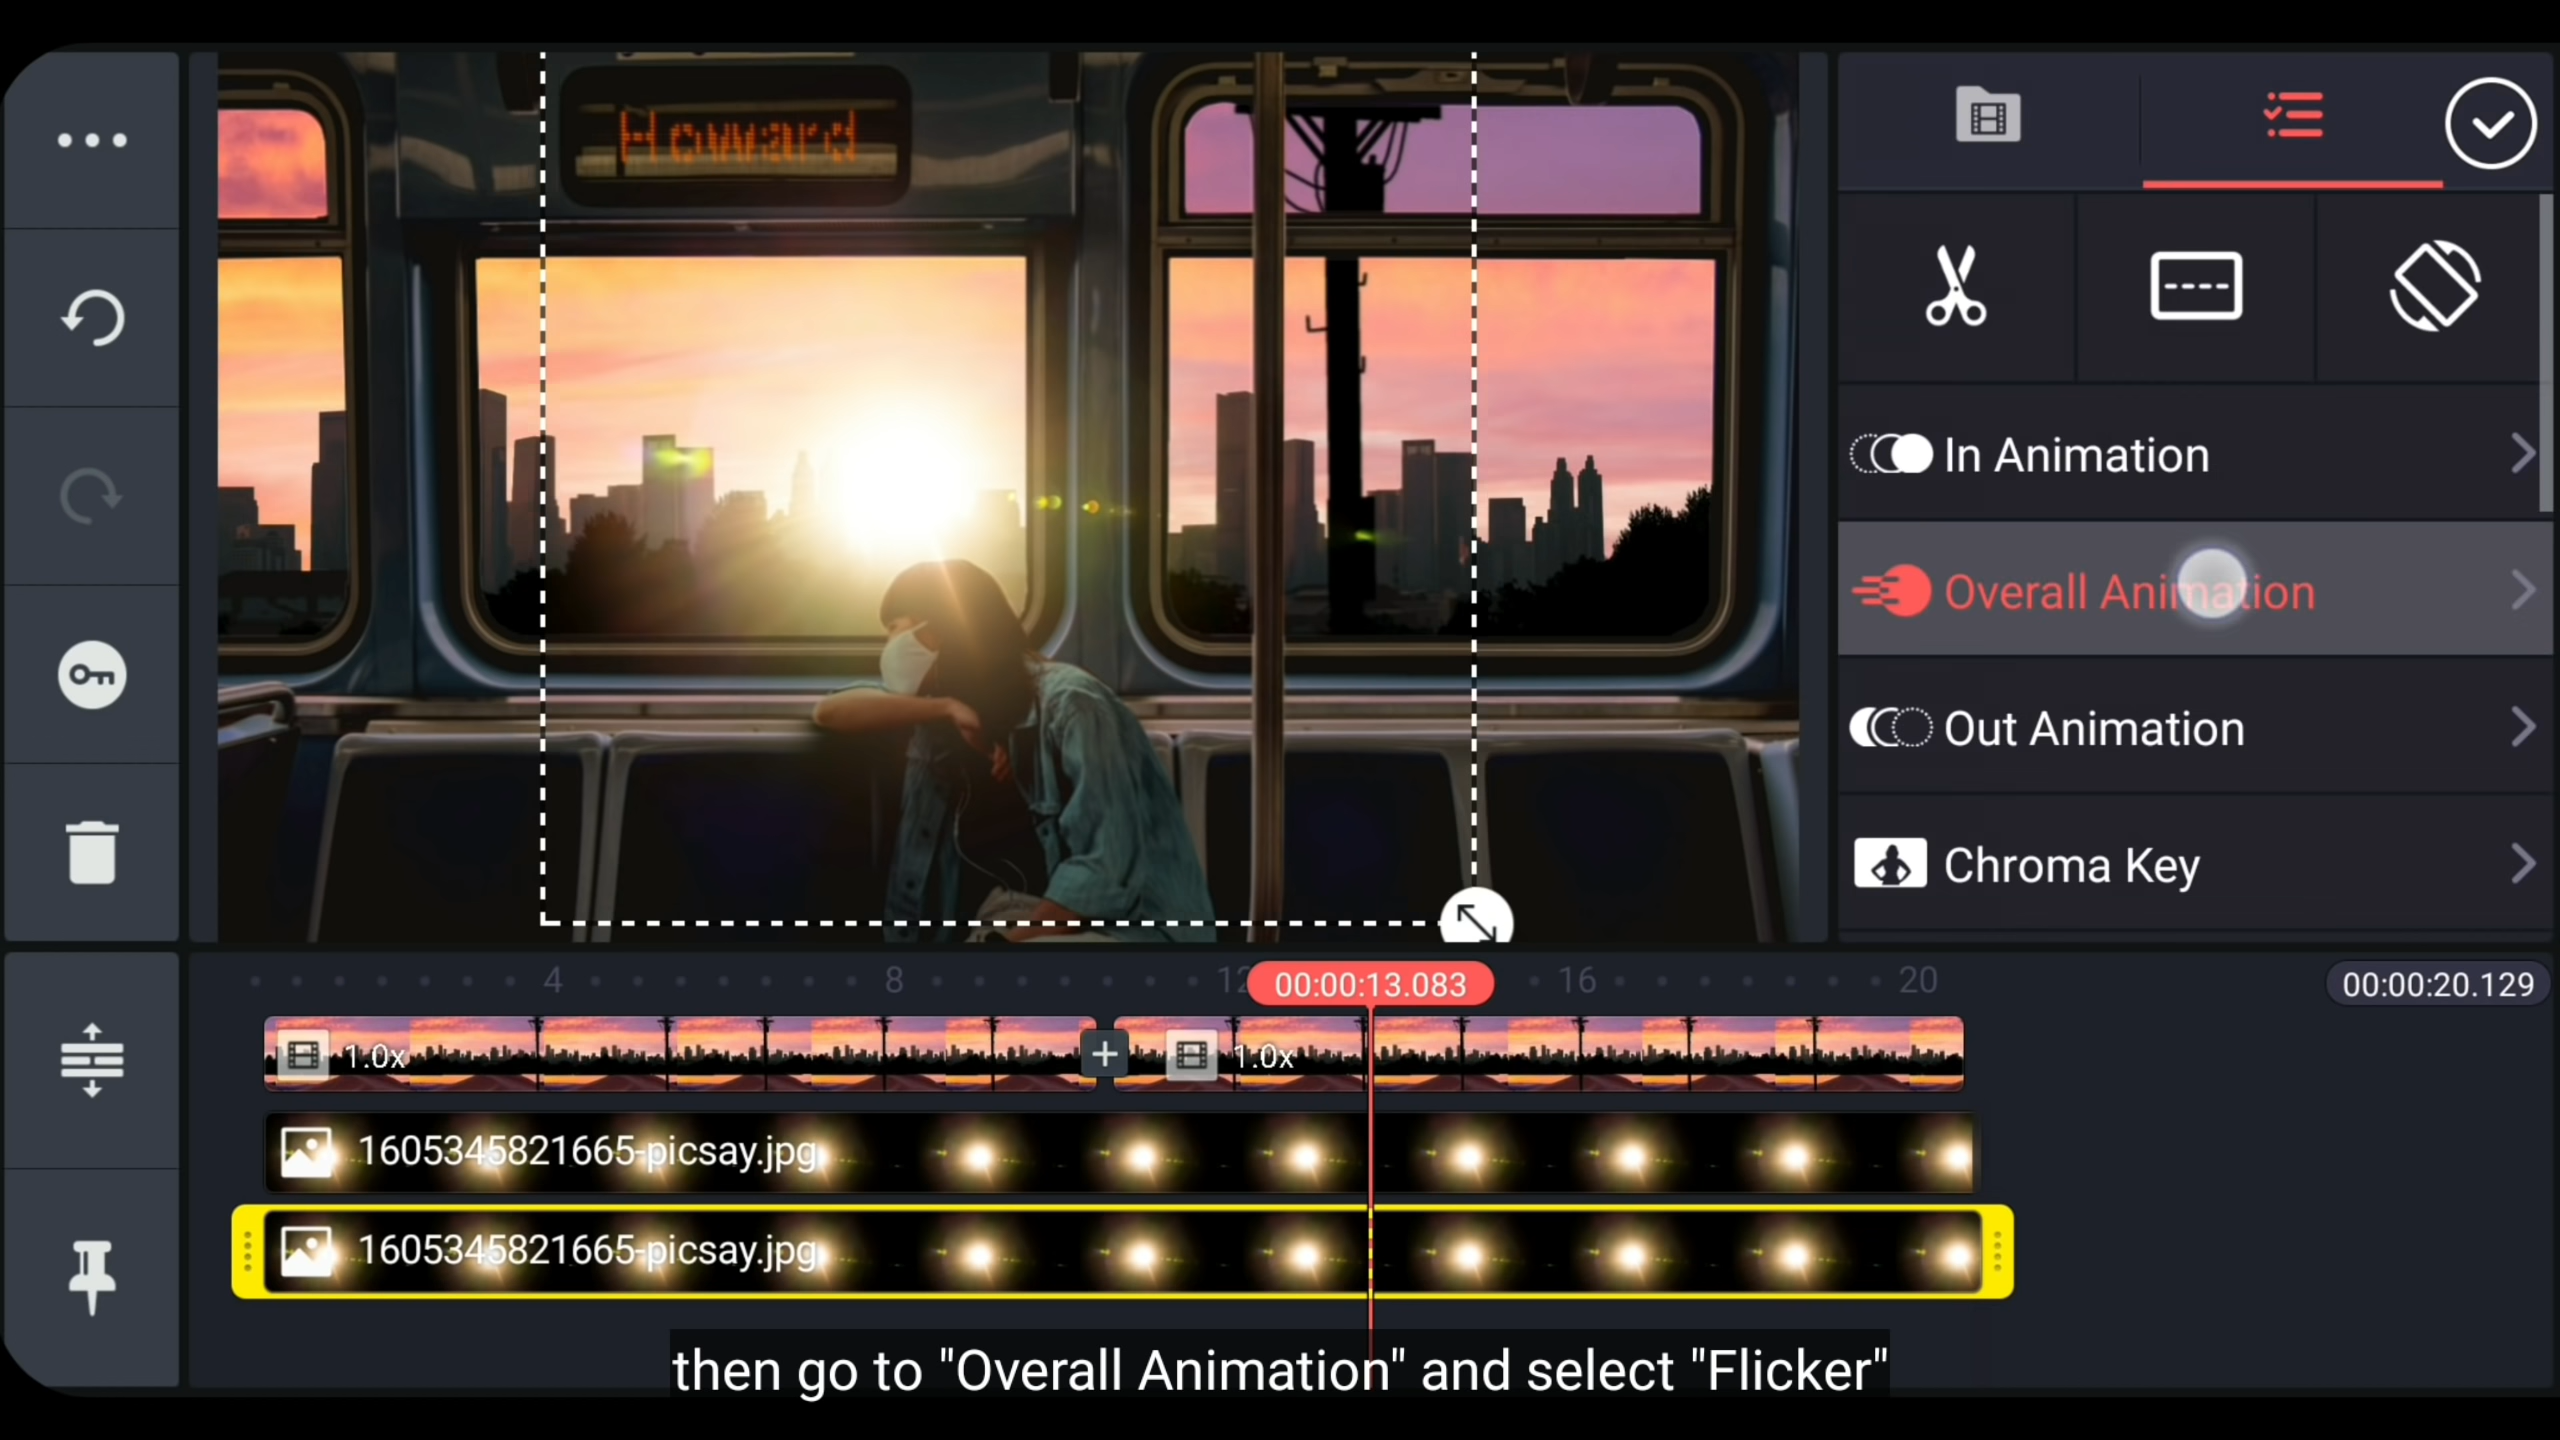 Howard
In Animation
Overall Animation
Out Animation
Chroma Key
4
8
12
00:00:13.083
16
20
00:00:20.129
1.0x
1.0x
1605345821665-picsay.jpg
1605345821665-picsay.jpg
then go to "Overall Animation" and select "Flicker"